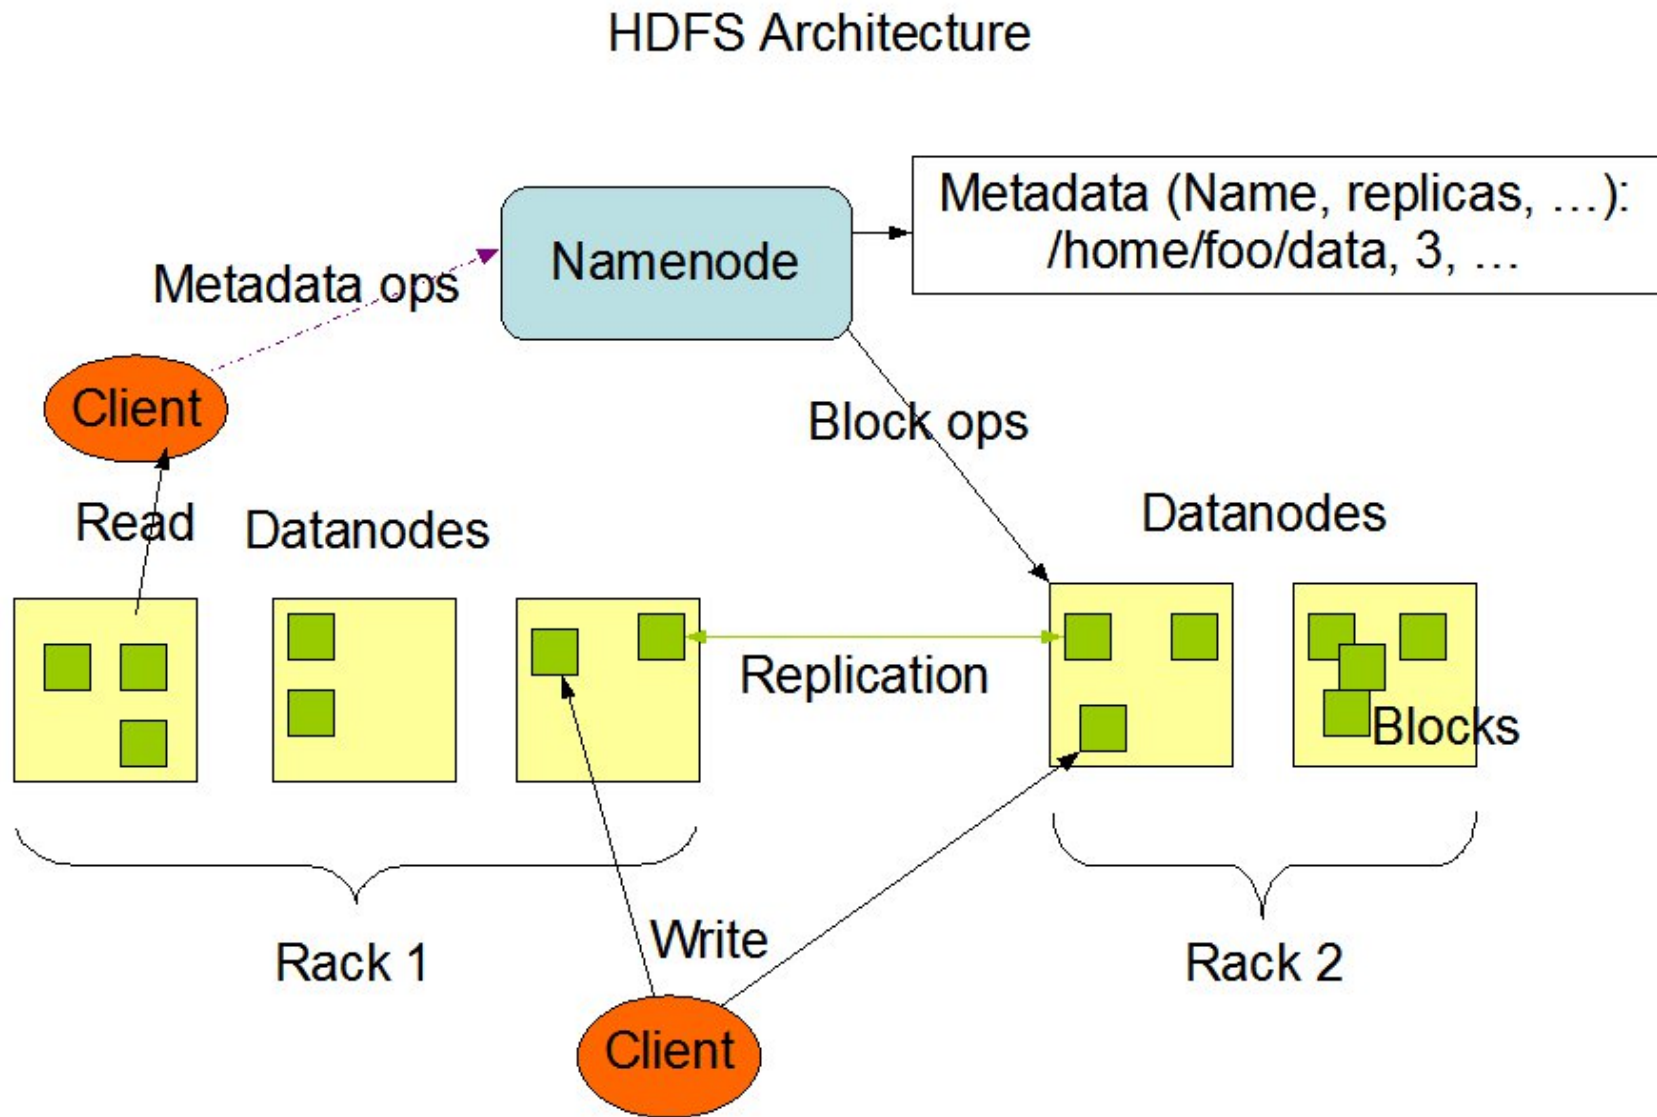 HDFS Architecture
Metadata (Name, replicas, …):
/home/foo/data, 3, …
Namenode
Metadata ops
Client
Block ops
Read
Datanodes
Datanodes
Replication
Blocks
Rack 1
Write
Rack 2
Client